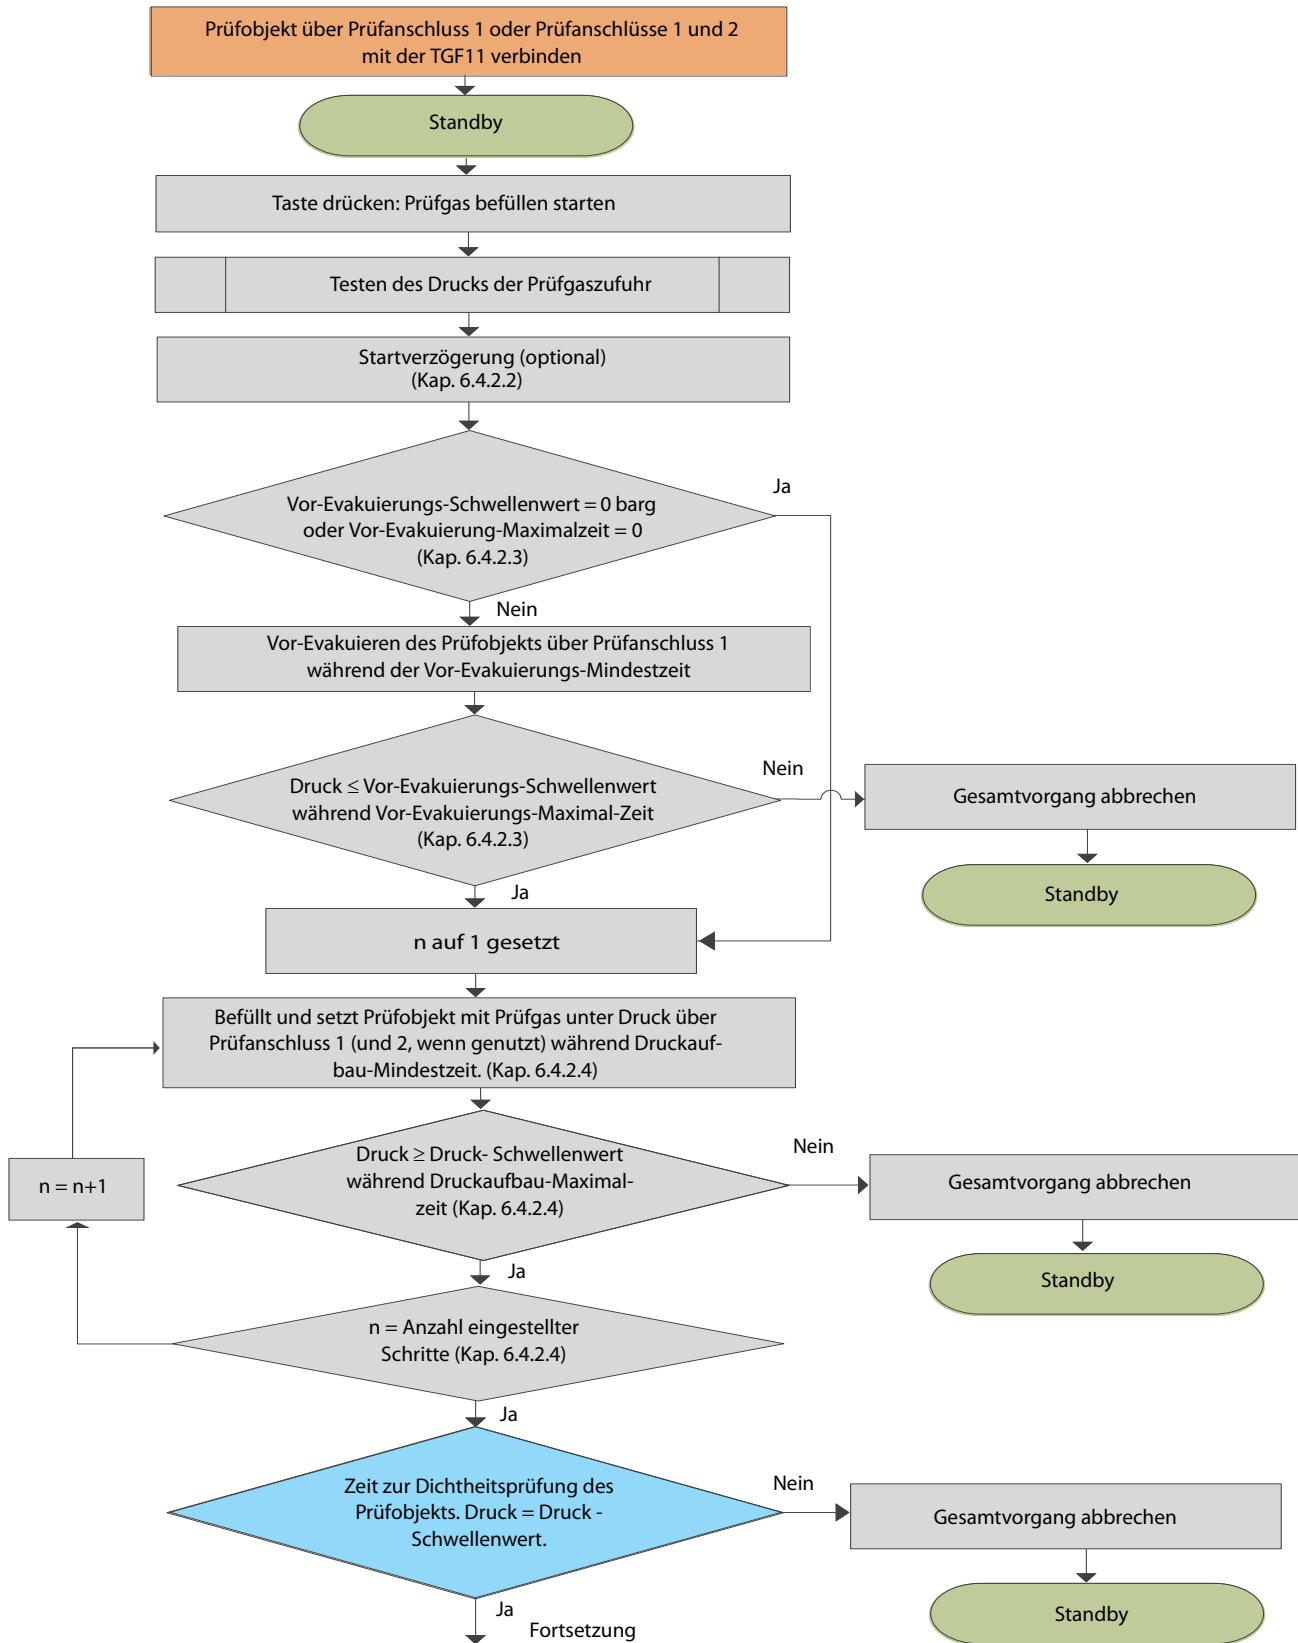 Prüfobjekt über Prüfanschluss 1 oder Prüfanschlüsse 1 und 2
mit der TGF11 verbinden
Standby
Taste drücken: Prüfgas befüllen starten
Testen des Drucks der Prüfgaszufuhr
Startverzögerung (optional)
(Kap. 6.4.2.2)
Vor-Evakuierungs-Schwellenwert = 0 barg
oder Vor-Evakuierung-Maximalzeit = 0
(Kap. 6.4.2.3)
Ja
Nein
Vor-Evakuieren des Prüfobjekts über Prüfanschluss 1
während der Vor-Evakuierungs-Mindestzeit
Druck ≤ Vor-Evakuierungs-Schwellenwert
während Vor-Evakuierungs-Maximal-Zeit
(Kap. 6.4.2.3)
Nein
Gesamtvorgang abbrechen
Standby
Ja
n auf 1 gesetzt
Befüllt und setzt Prüfobjekt mit Prüfgas unter Druck über
Prüfanschluss 1 (und 2, wenn genutzt) während Druckauf-
bau-Mindestzeit. (Kap. 6.4.2.4)
Druck ≥ Druck- Schwellenwert
während Druckaufbau-Maximal-
zeit (Kap. 6.4.2.4)
Nein
Gesamtvorgang abbrechen
Standby
n = n+1
Ja
n = Anzahl eingestellter
Schritte (Kap. 6.4.2.4)
Ja
Zeit zur Dichtheitsprüfung des
Prüfobjekts. Druck = Druck -
Schwellenwert.
Nein
Gesamtvorgang abbrechen
Standby
Ja
Fortsetzung